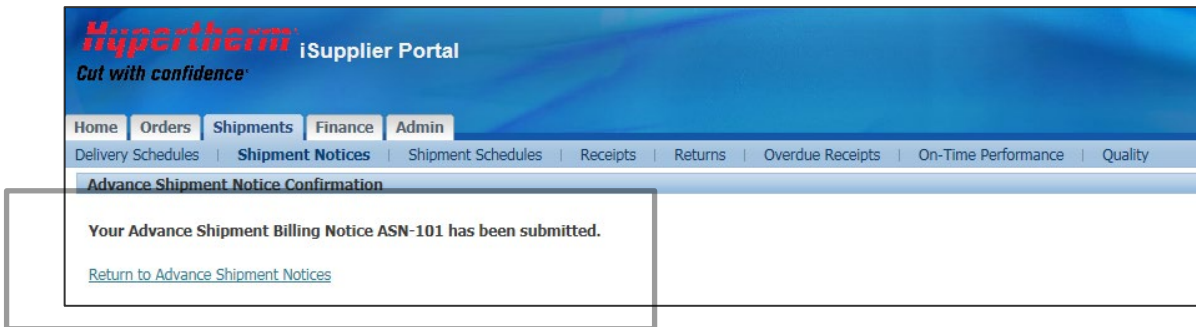 Hypertherm® iSupplier Portal
Cut with confidence®
Home Orders Shipments Finance Admin
Delivery Schedules | Shipment Notices | Shipment Schedules | Receipts | Returns | Overdue Receipts | On-Time Performance | Quality
Advance Shipment Notice Confirmation
Your Advance Shipment Billing Notice ASN-101 has been submitted.
Return to Advance Shipment Notices